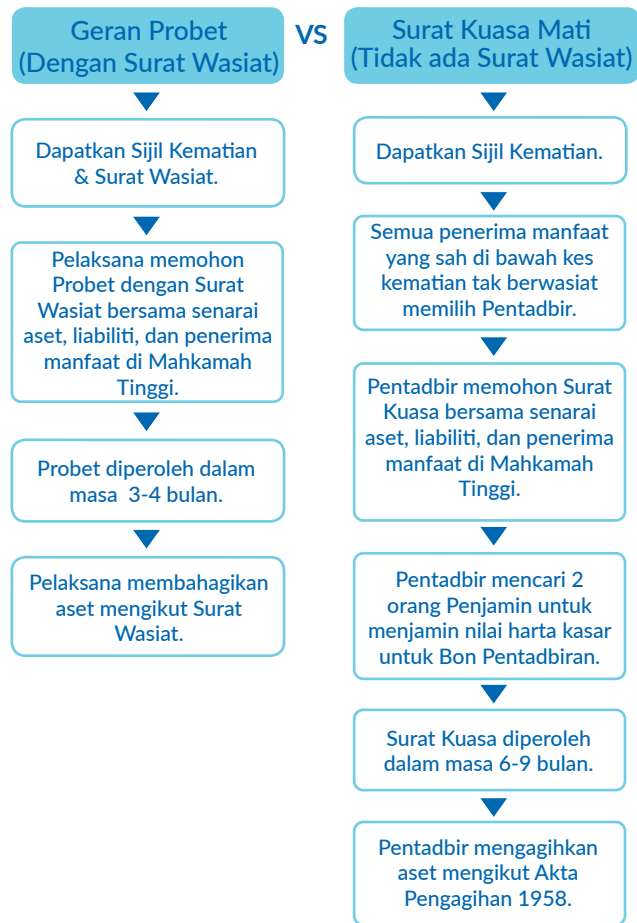 Geran Probet
(Dengan Surat Wasiat)
VS
Surat Kuasa Mati
(Tidak ada Surat Wasiat)
Dapatkan Sijil Kematian
& Surat Wasiat.
Pelaksana memohon
Probet dengan Surat
Wasiat bersama senarai
aset, liabiliti, dan penerima
manfaat di Mahkamah
Tinggi.
Probet diperoleh dalam
masa 3-4 bulan.
Pelaksana membahagikan
aset mengikut Surat
Wasiat.
Dapatkan Sijil Kematian.
Semua penerima manfaat
yang sah di bawah kes
kematian tak berwasiat
memilih Pentadbir.
Pentadbir memohon Surat
Kuasa bersama senarai
aset, liabiliti, dan penerima
manfaat di Mahkamah
Tinggi.
Pentadbir mencari 2
orang Penjamin untuk
menjamin nilai harta kasar
untuk Bon Pentadbiran.
Surat Kuasa diperoleh
dalam masa 6-9 bulan.
Pentadbir mengagihkan
aset mengikut Akta
Pengagihan 1958.